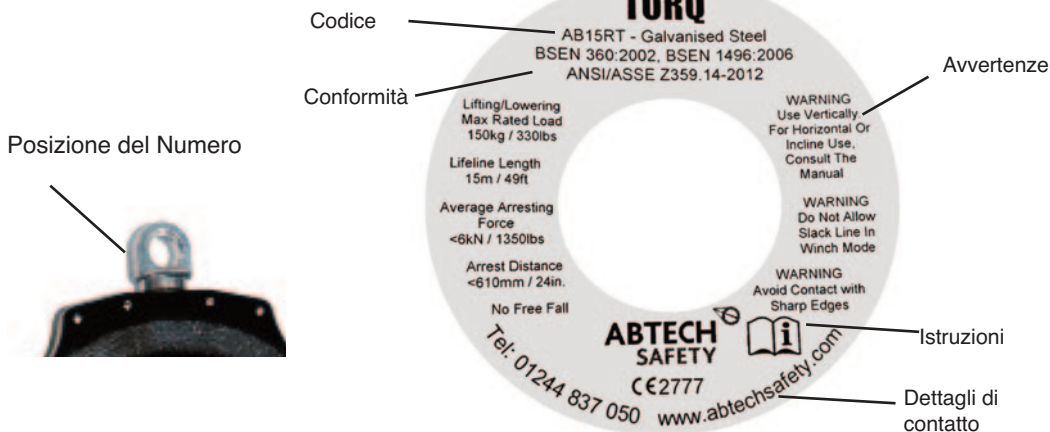 Codice
Conformità
Posizione del Numero
TORQ
AB15RT - Galvanised Steel
BSEN 360:2002, BSEN 1496:2006
ANSI/ASSE Z359.14-2012
Lifting/Lowering
Max Rated Load
150kg / 330lbs
Lifeline Length
15m / 49ft
Average Arresting
Force
<6kN / 1350lbs
Arrest Distance
<610mm / 24in.
No Free Fall
WARNING
Use Vertically.
For Horizontal Or
Incline Use,
Consult The
Manual
WARNING
Do Not Allow
Slack Line In
Winch Mode
WARNING
Avoid Contact with
Sharp Edges
ABTECH
SAFETY
i
CE2777
Tel: 01244 837 050 www.abtechsafety.com
Avvertenze
Istruzioni
Dettagli di
contatto